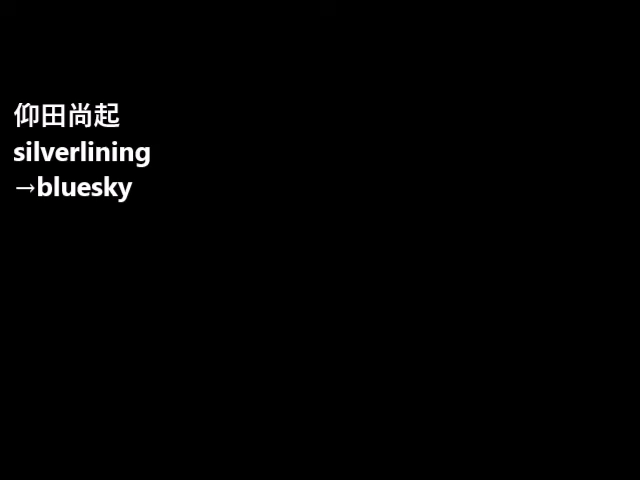 仰田尚起
silverlining
→bluesky